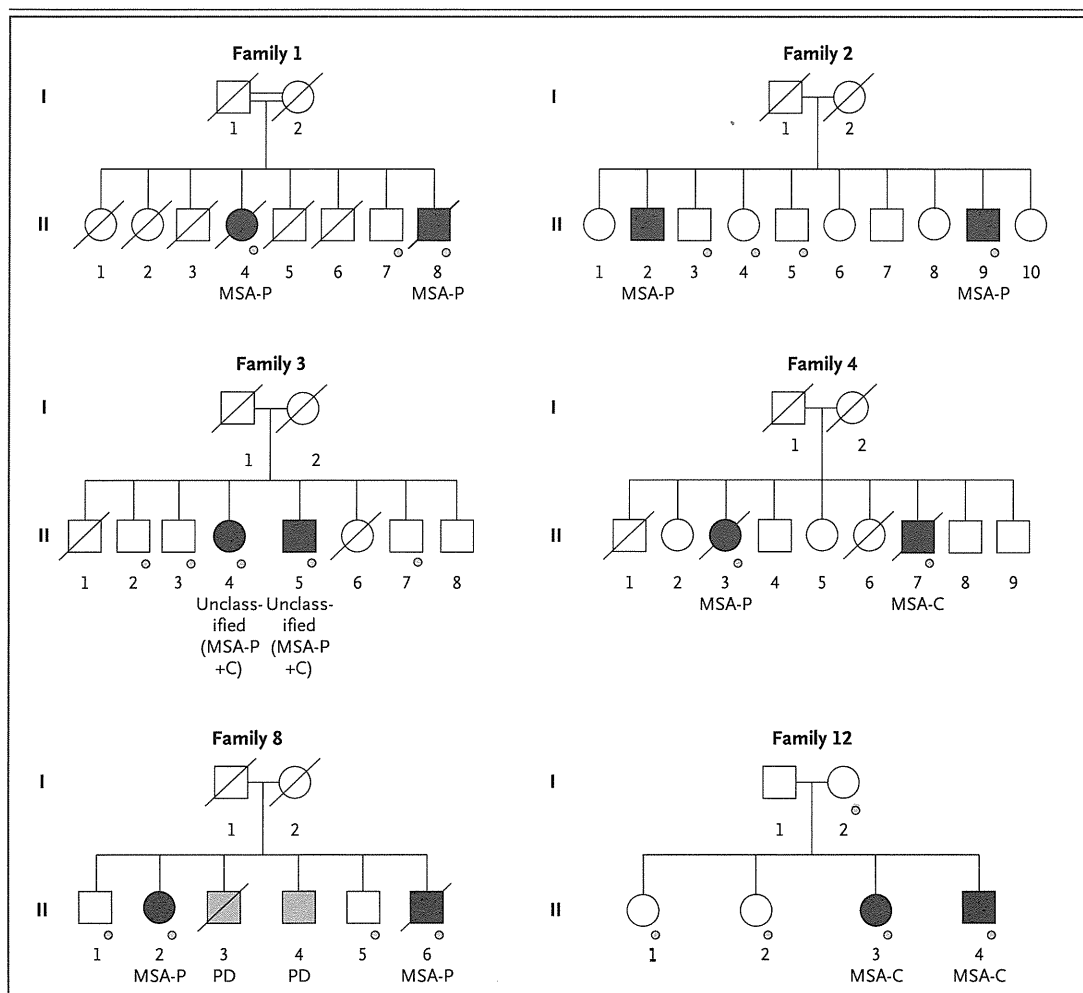 Family 1
I
1 2
II
1 2 3 4 5 6 7 8
MSA-P MSA-P
Family 2
I
1 2
II
1 2 3 4 5 6 7 8 9 10
MSA-P MSA-P
Family 3
I
1 2
II
1 2 3 4 5 6 7 8
Unclass- Unclass-
ified ified
(MSA-P (MSA-P
+C) +C)
Family 4
I
1 2
II
1 2 3 4 5 6 7 8 9
MSA-P MSA-C
Family 8
I
1 2
II
1 2 3 4 5 6
MSA-P PD PD MSA-P
Family 12
I
1 2
II
1 2 3 4
MSA-C MSA-C